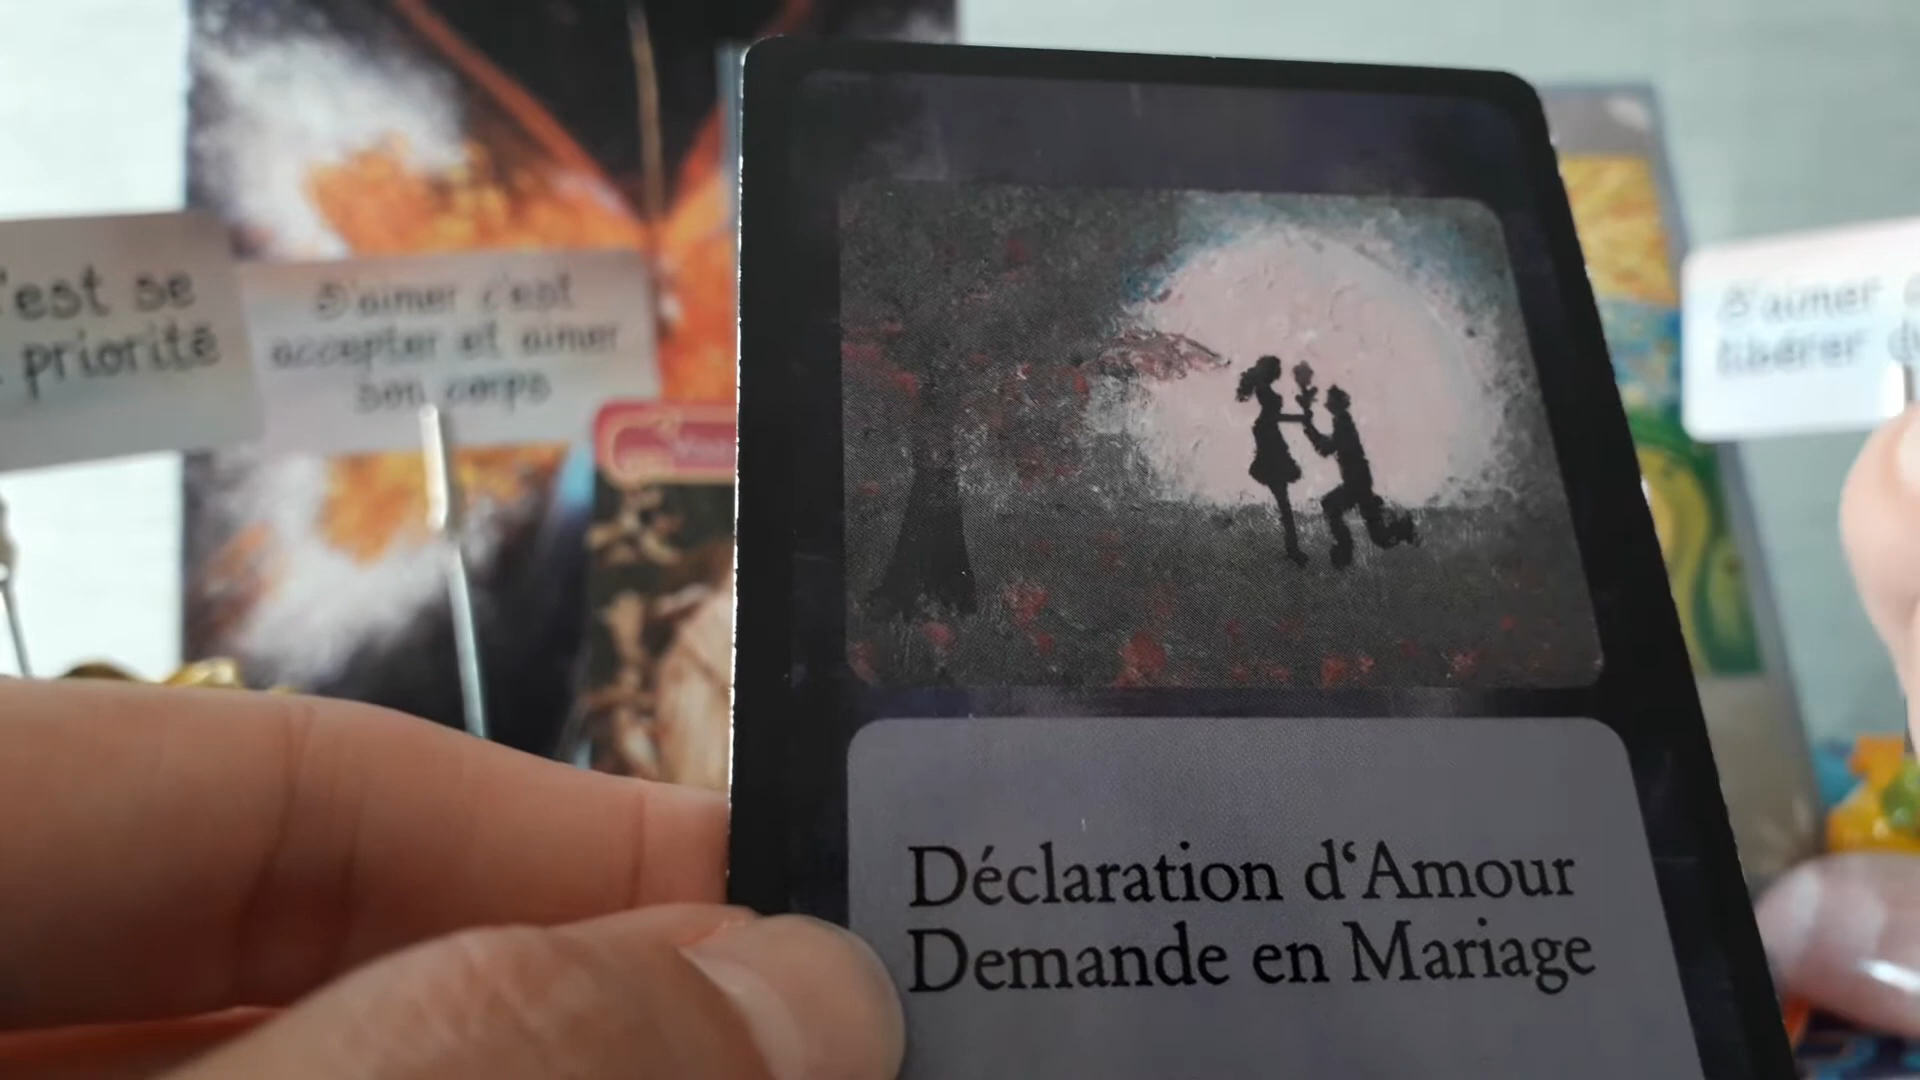 'est se
priorité
S'aimer c'est
accepter et aimer
son corps
S'aimer
libérer
Déclaration d‘Amour
Demande en Mariage